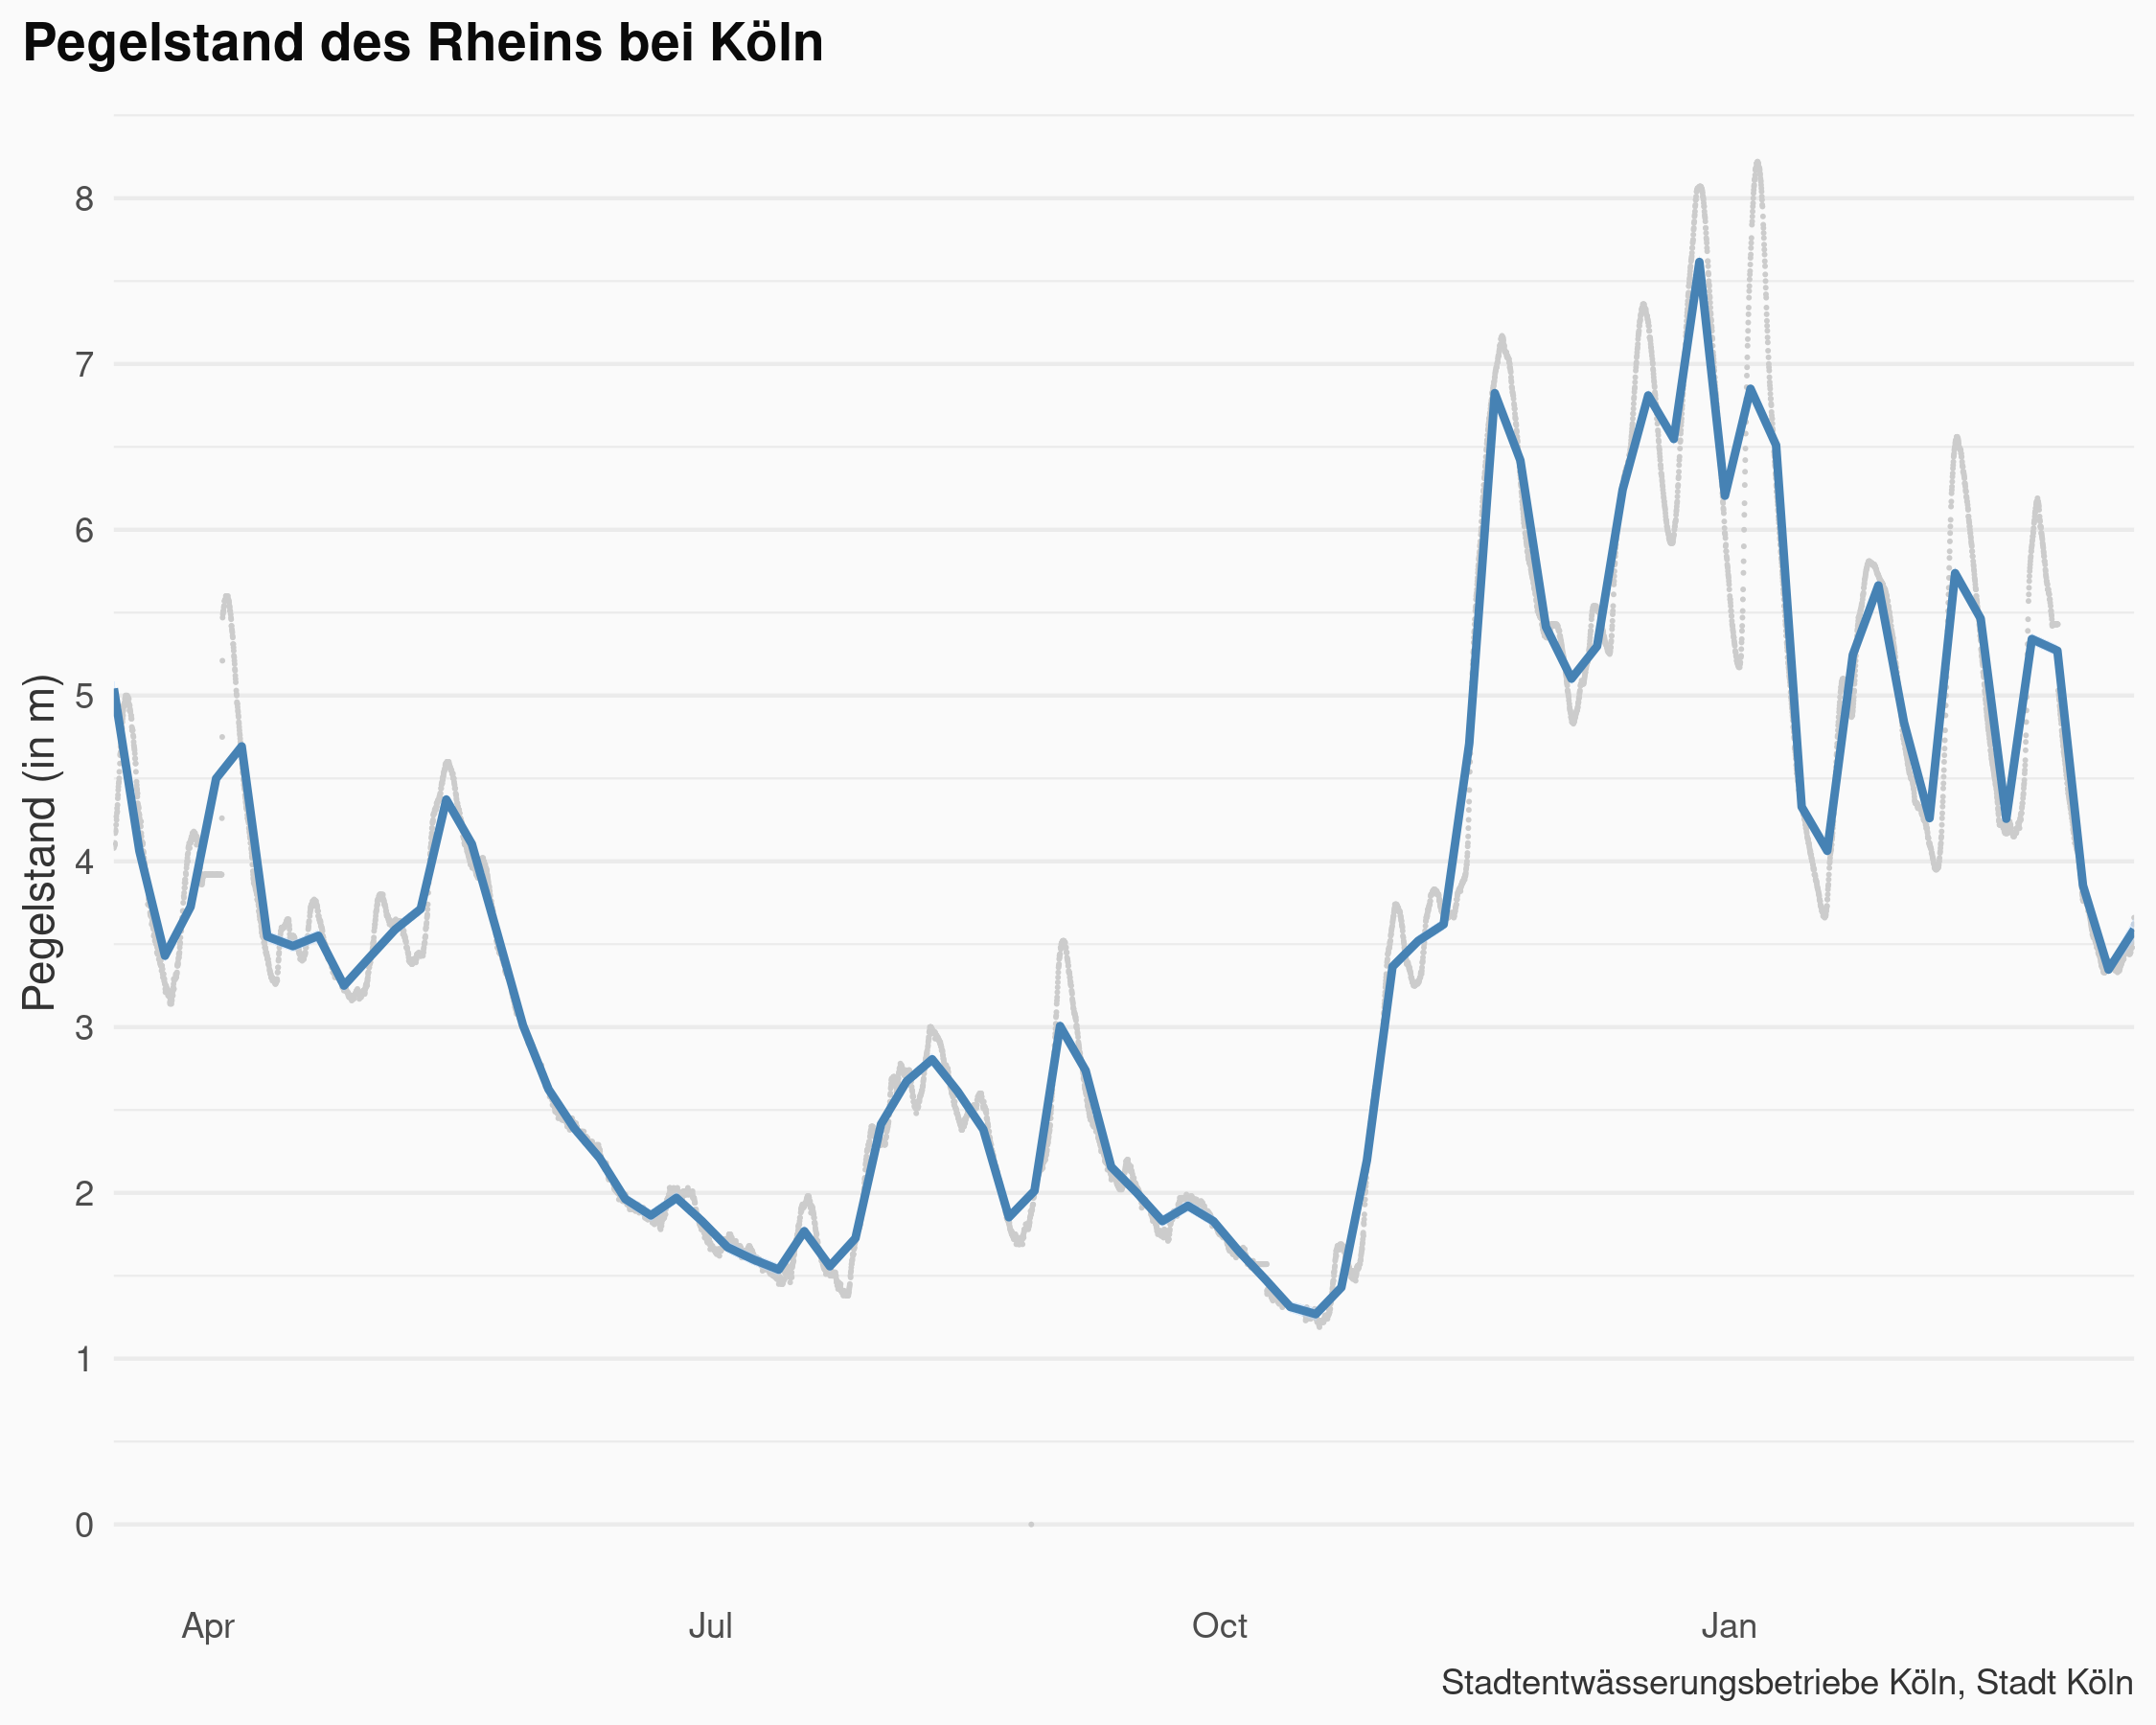 Pegelstand des Rheins bei Köln
Pegelstand (in m)
8
7
6
5
4
3
2
1
0
Apr Jul Oct Jan
Stadtentwässerungsbetriebe Köln, Stadt Köln